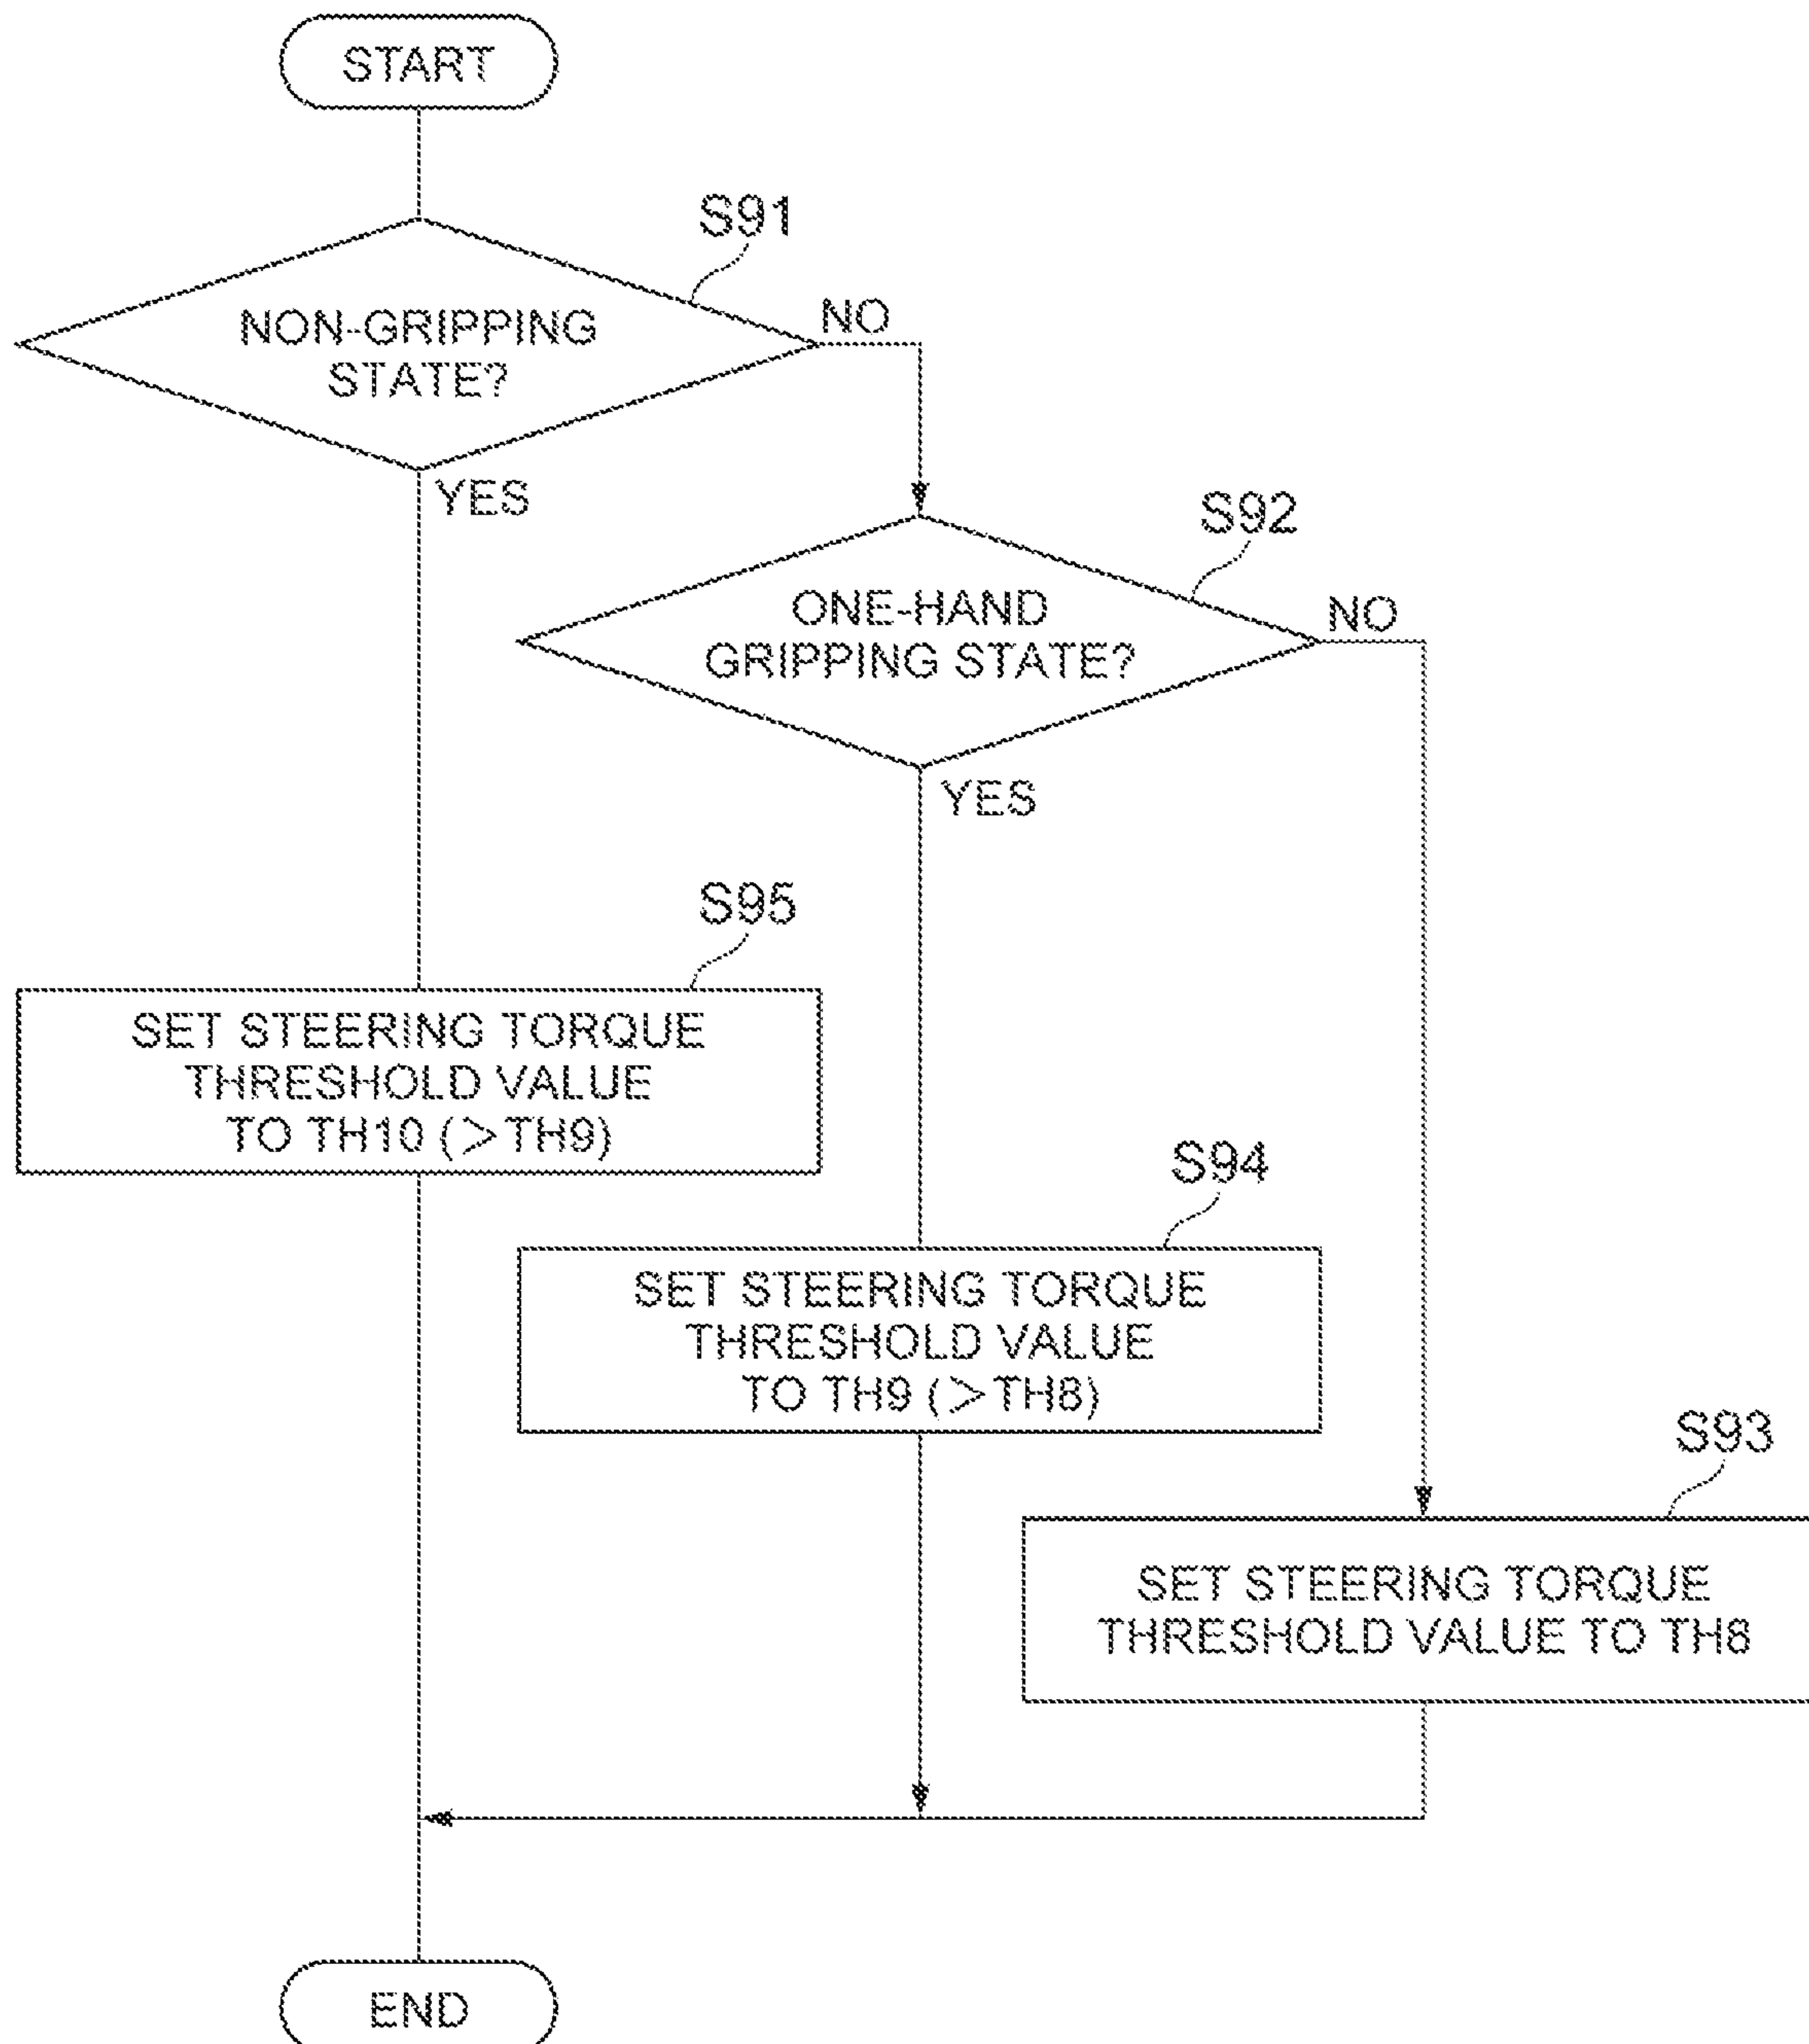 START
S91
NON-GRIPPING
STATE?
NO
YES
S92
ONE-HAND
GRIPPING STATE?
NO
YES
S95
SET STEERING TORQUE
THRESHOLD VALUE
TO TH10 (>TH9)
S94
SET STEERING TORQUE
THRESHOLD VALUE
TO TH9 (>TH8)
S93
SET STEERING TORQUE
THRESHOLD VALUE TO TH8
END